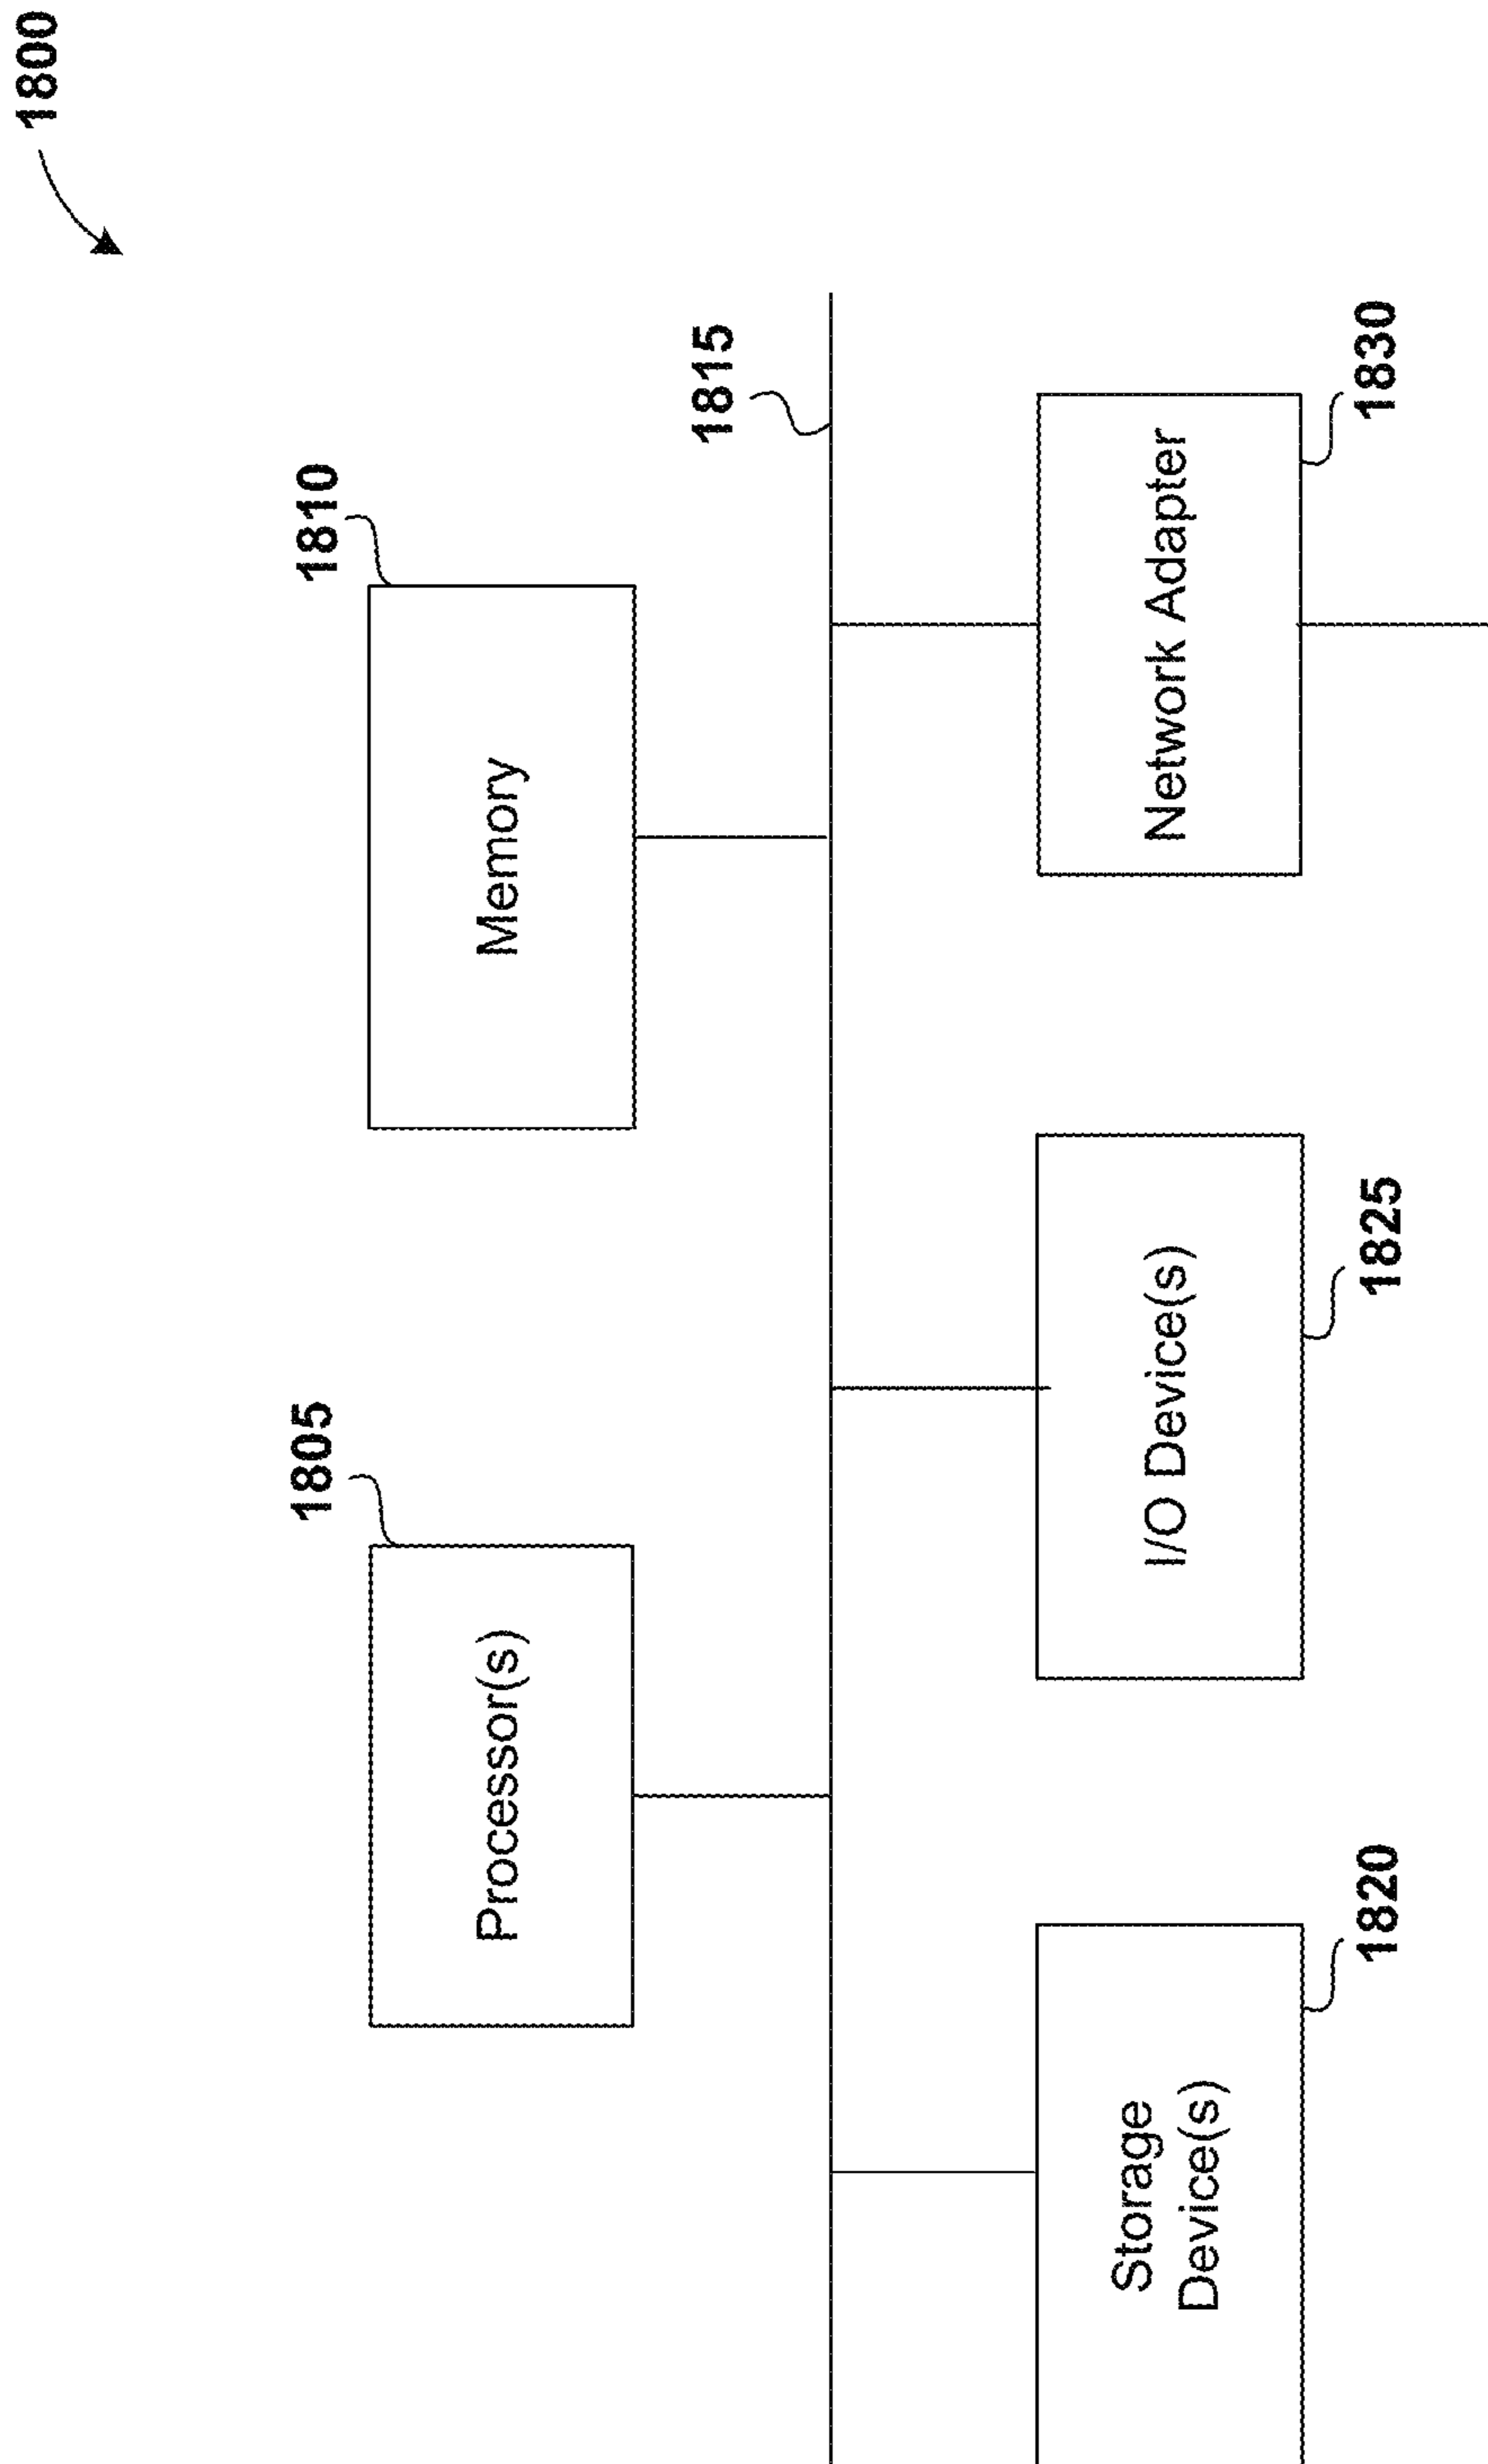 1800
1805
Processor(s)
1810
Memory
1815
Storage
Device(s)
1820
I/O Device(s)
1825
Network Adapter
1830